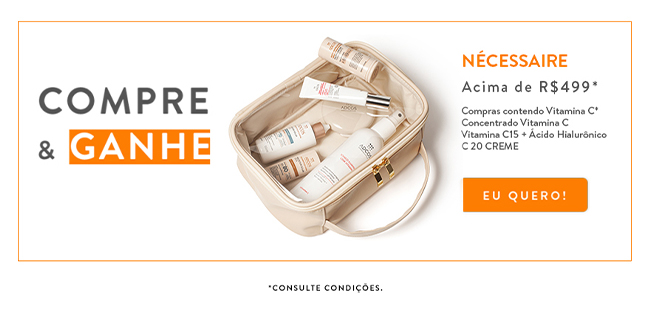 COMPRE
& GANHE
NÉCESSAIRE
Acima de R$499*
Compras contendo Vitamina C*
Concentrado Vitamina C
Vitamina C15 + Ácido Hialurônico
C 20 CREME
EU QUERO!
*CONSULTE CONDIÇÕES.